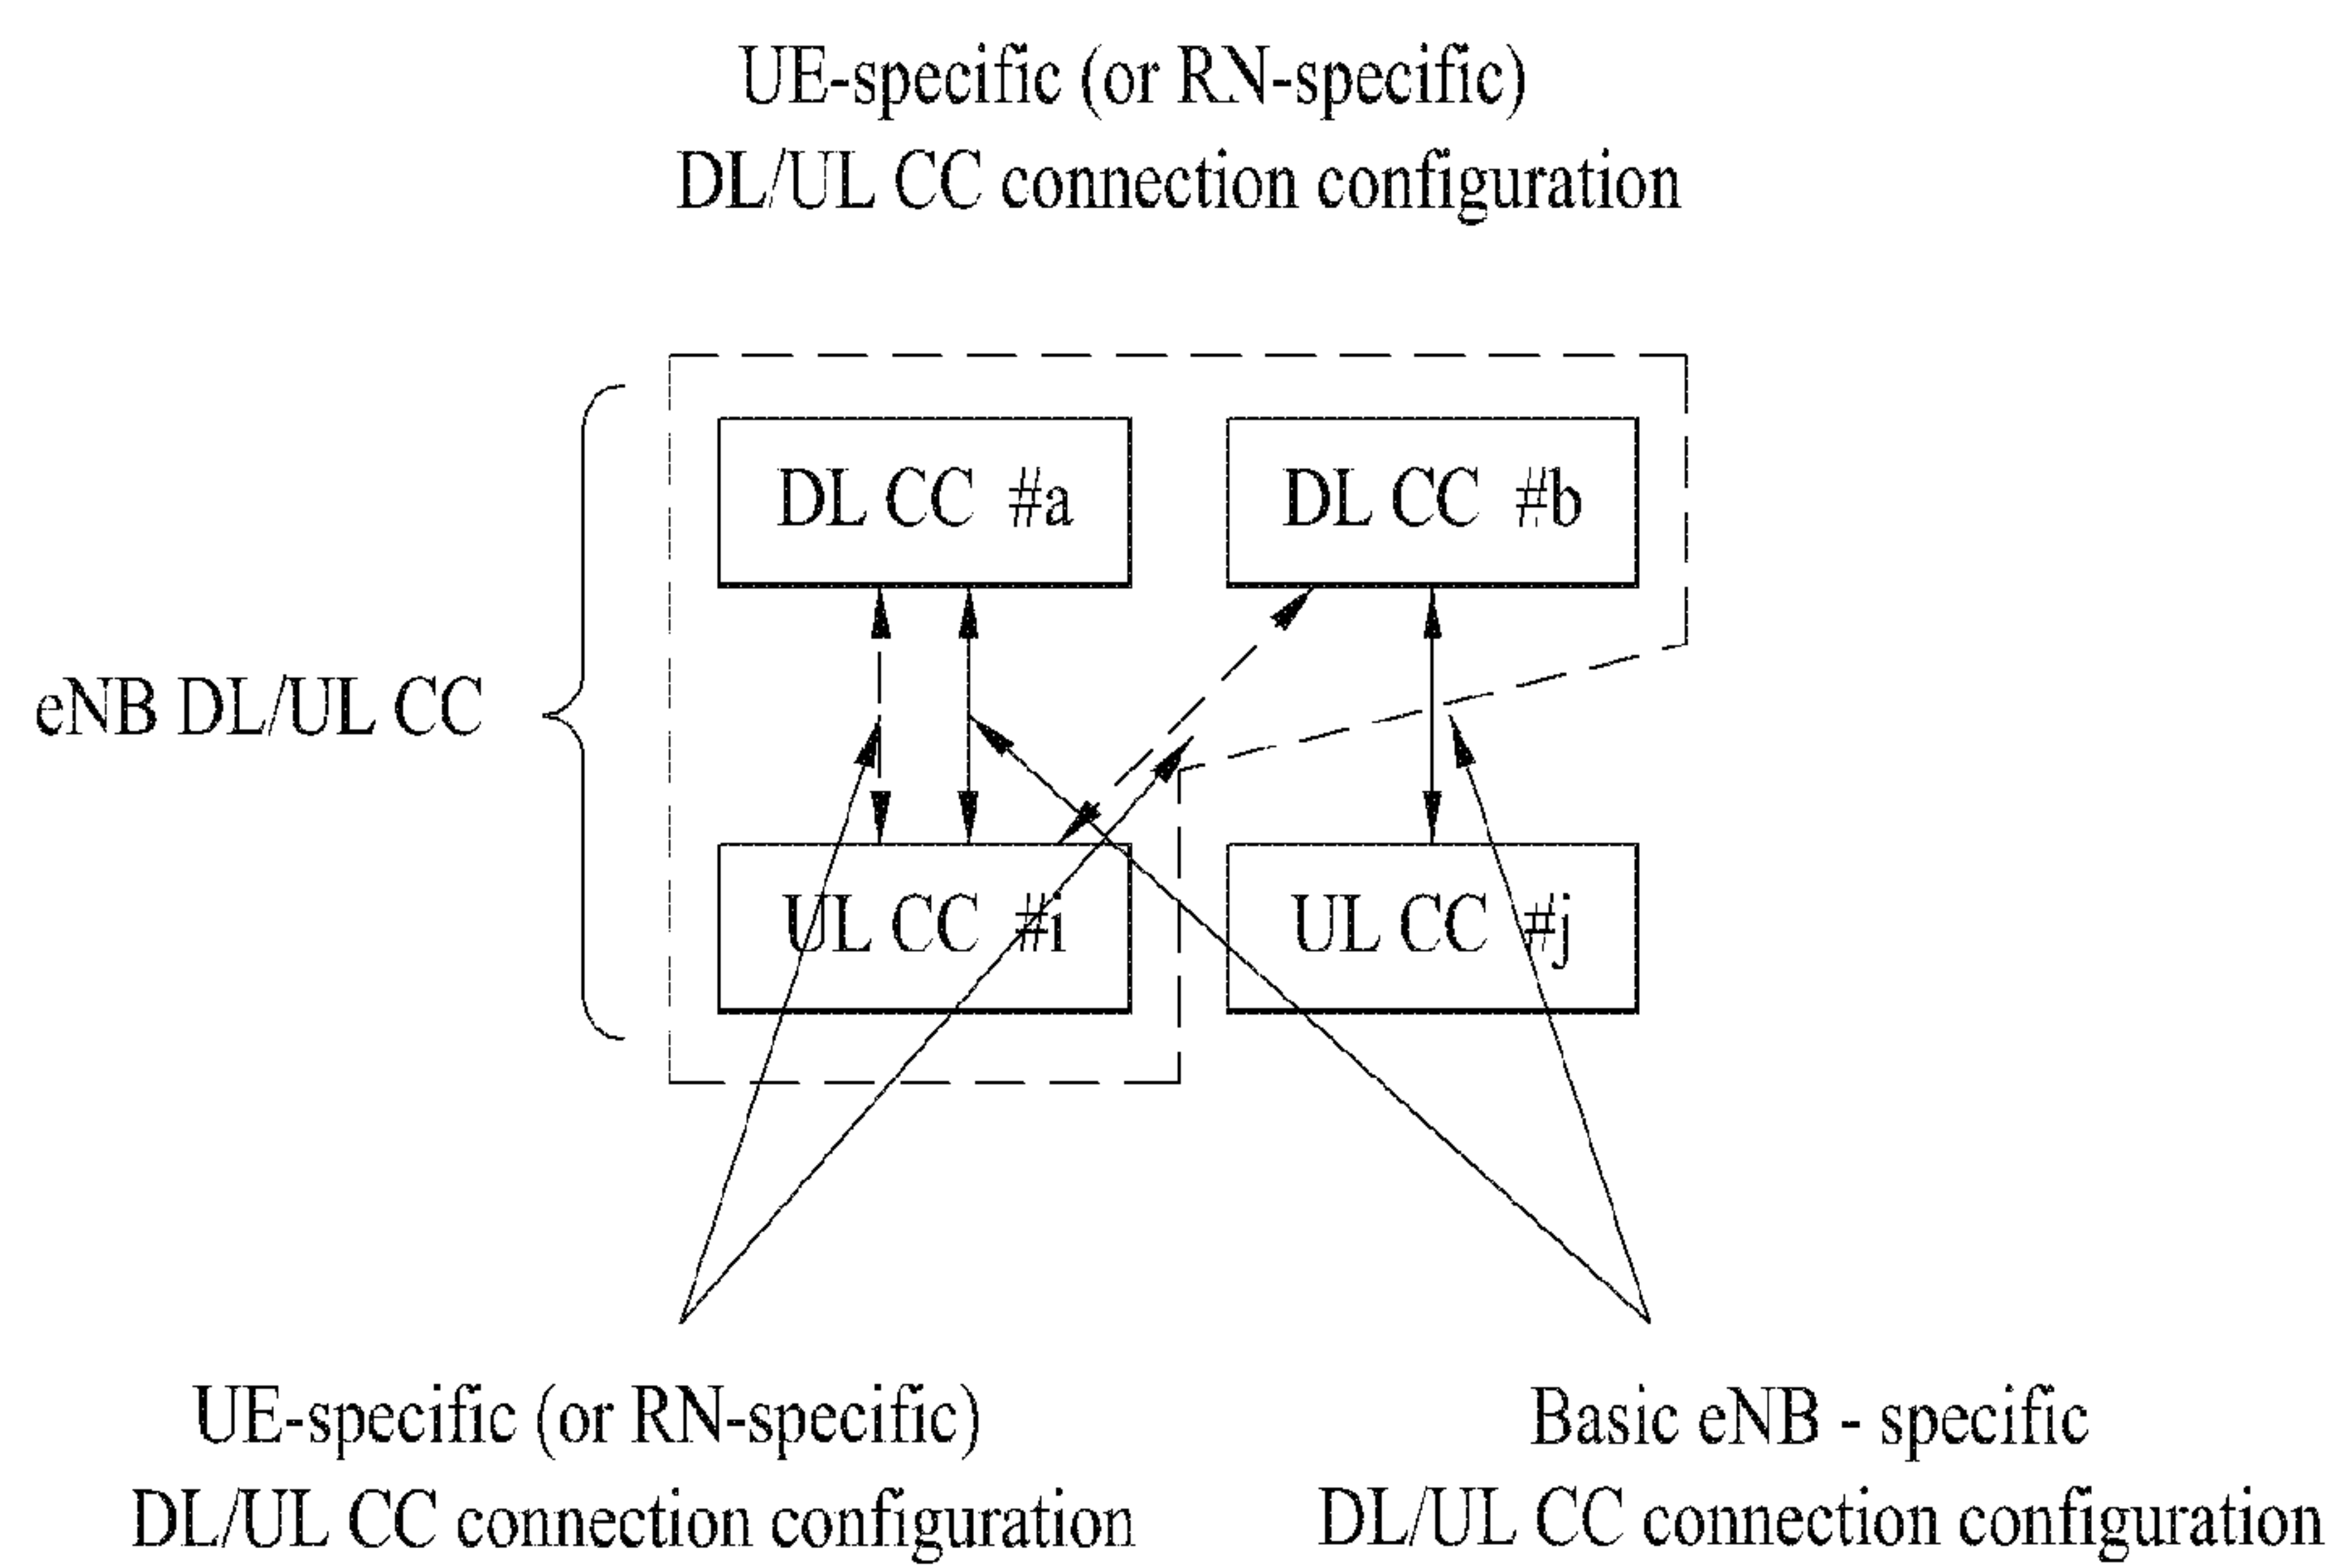 UE-specific (or RN-specific)
DL/UL CC connection configuration
DL CC #a
DL CC #b
eNB DL/UL CC
UL CC #i
UL CC #j
UE-specific (or RN-specific)
DL/UL CC connection configuration
Basic eNB - specific
DL/UL CC connection configuration